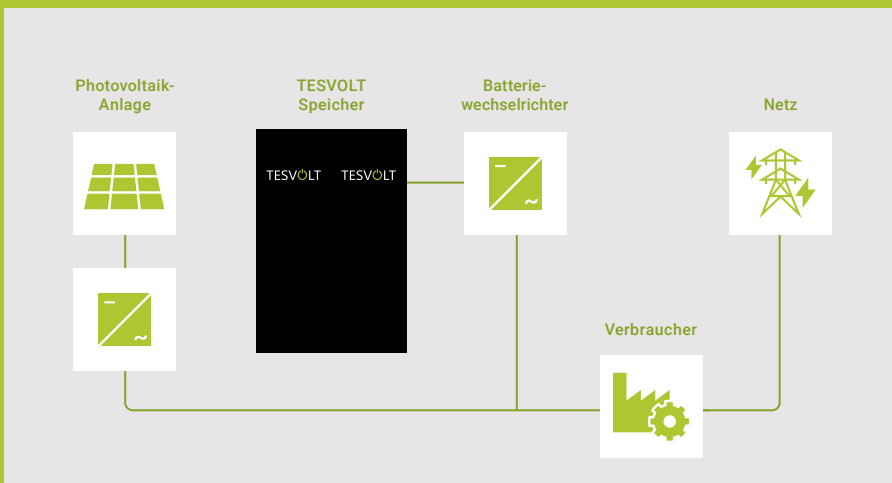 Photovoltaik-
Anlage
TESVOLT
Speicher
Batterie-
wechselrichter
Netz
TESVOLT TESVOLT
Verbraucher